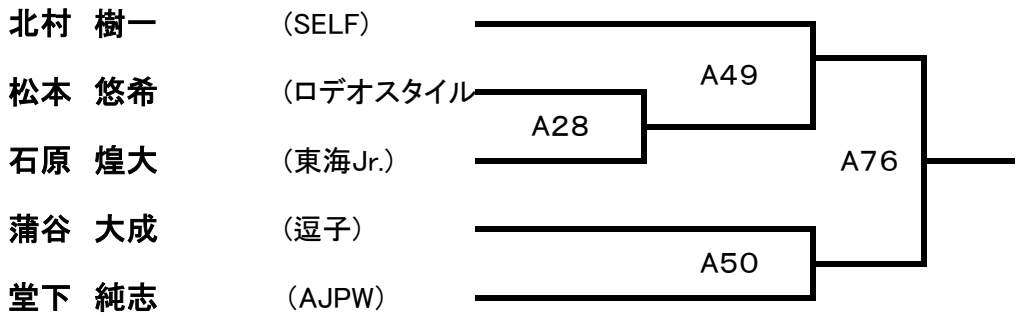 北村 樹一 (SELF)
松本 悠希 (ロデオスタイル
石原 煌大 (東海Jr.)
蒲谷 大成 (逗子)
堂下 純志 (AJPW)
A49
A28
A76
A50